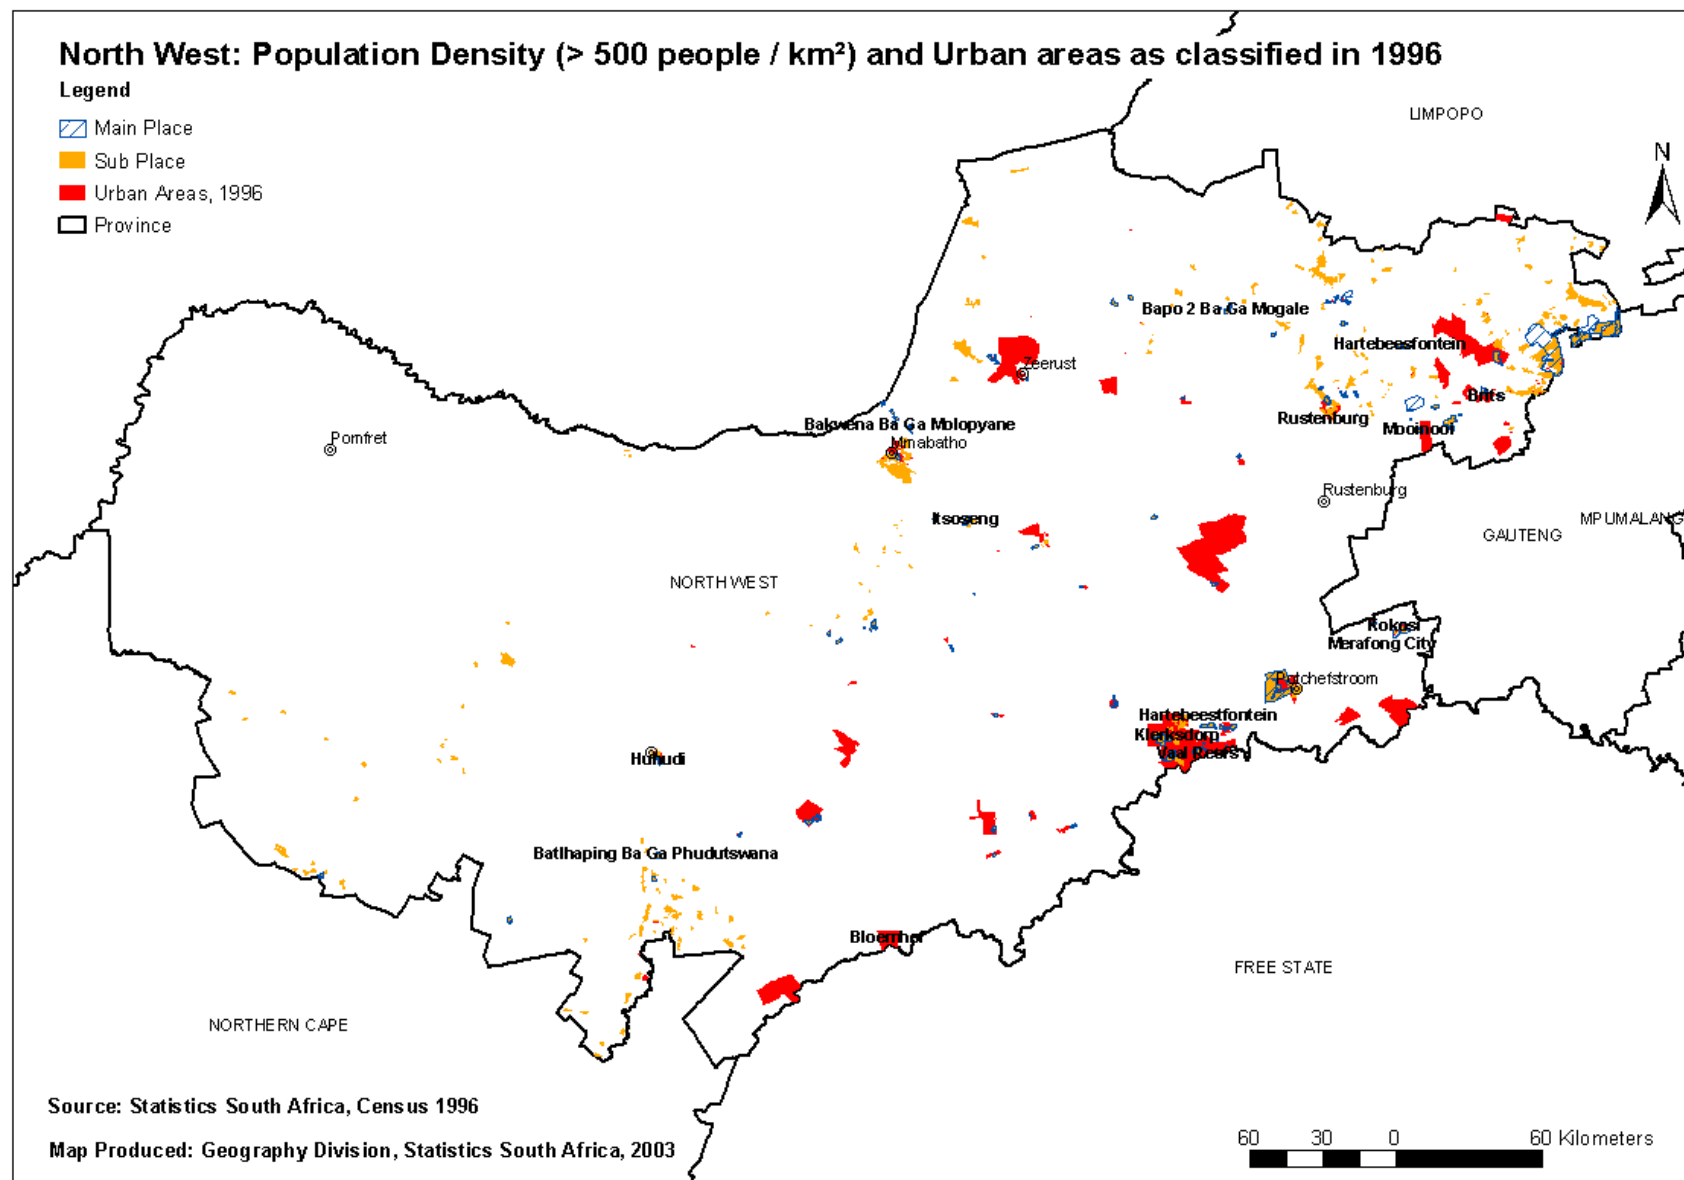 North West: Population Density (> 500 people / km²) and Urban areas as classified in 1996
Legend
Main Place
Sub Place
Urban Areas, 1996
Province
LIMPOPO
N
Bapo 2 Ba Ga Mogale
Hartebeesfontein
Zeerust
Brits
Rustenburg
Bakwena Ba Ga Molopyane
Mooinooi
Mmabatho
Pomfret
Rustenburg
Itsoseng
MPUMALANG
GAUTENG
NORTH WEST
Kokosi
Merafong City
Potchefstroom
Hartebeestfontein
Klerksdorp
Vaal Reefs
Huhudi
Batlhaping Ba Ga Phudutswana
Bloemhof
FREE STATE
NORTHERN CAPE
Source: Statistics South Africa, Census 1996
Map Produced: Geography Division, Statistics South Africa, 2003
60 30 0 60 Kilometers